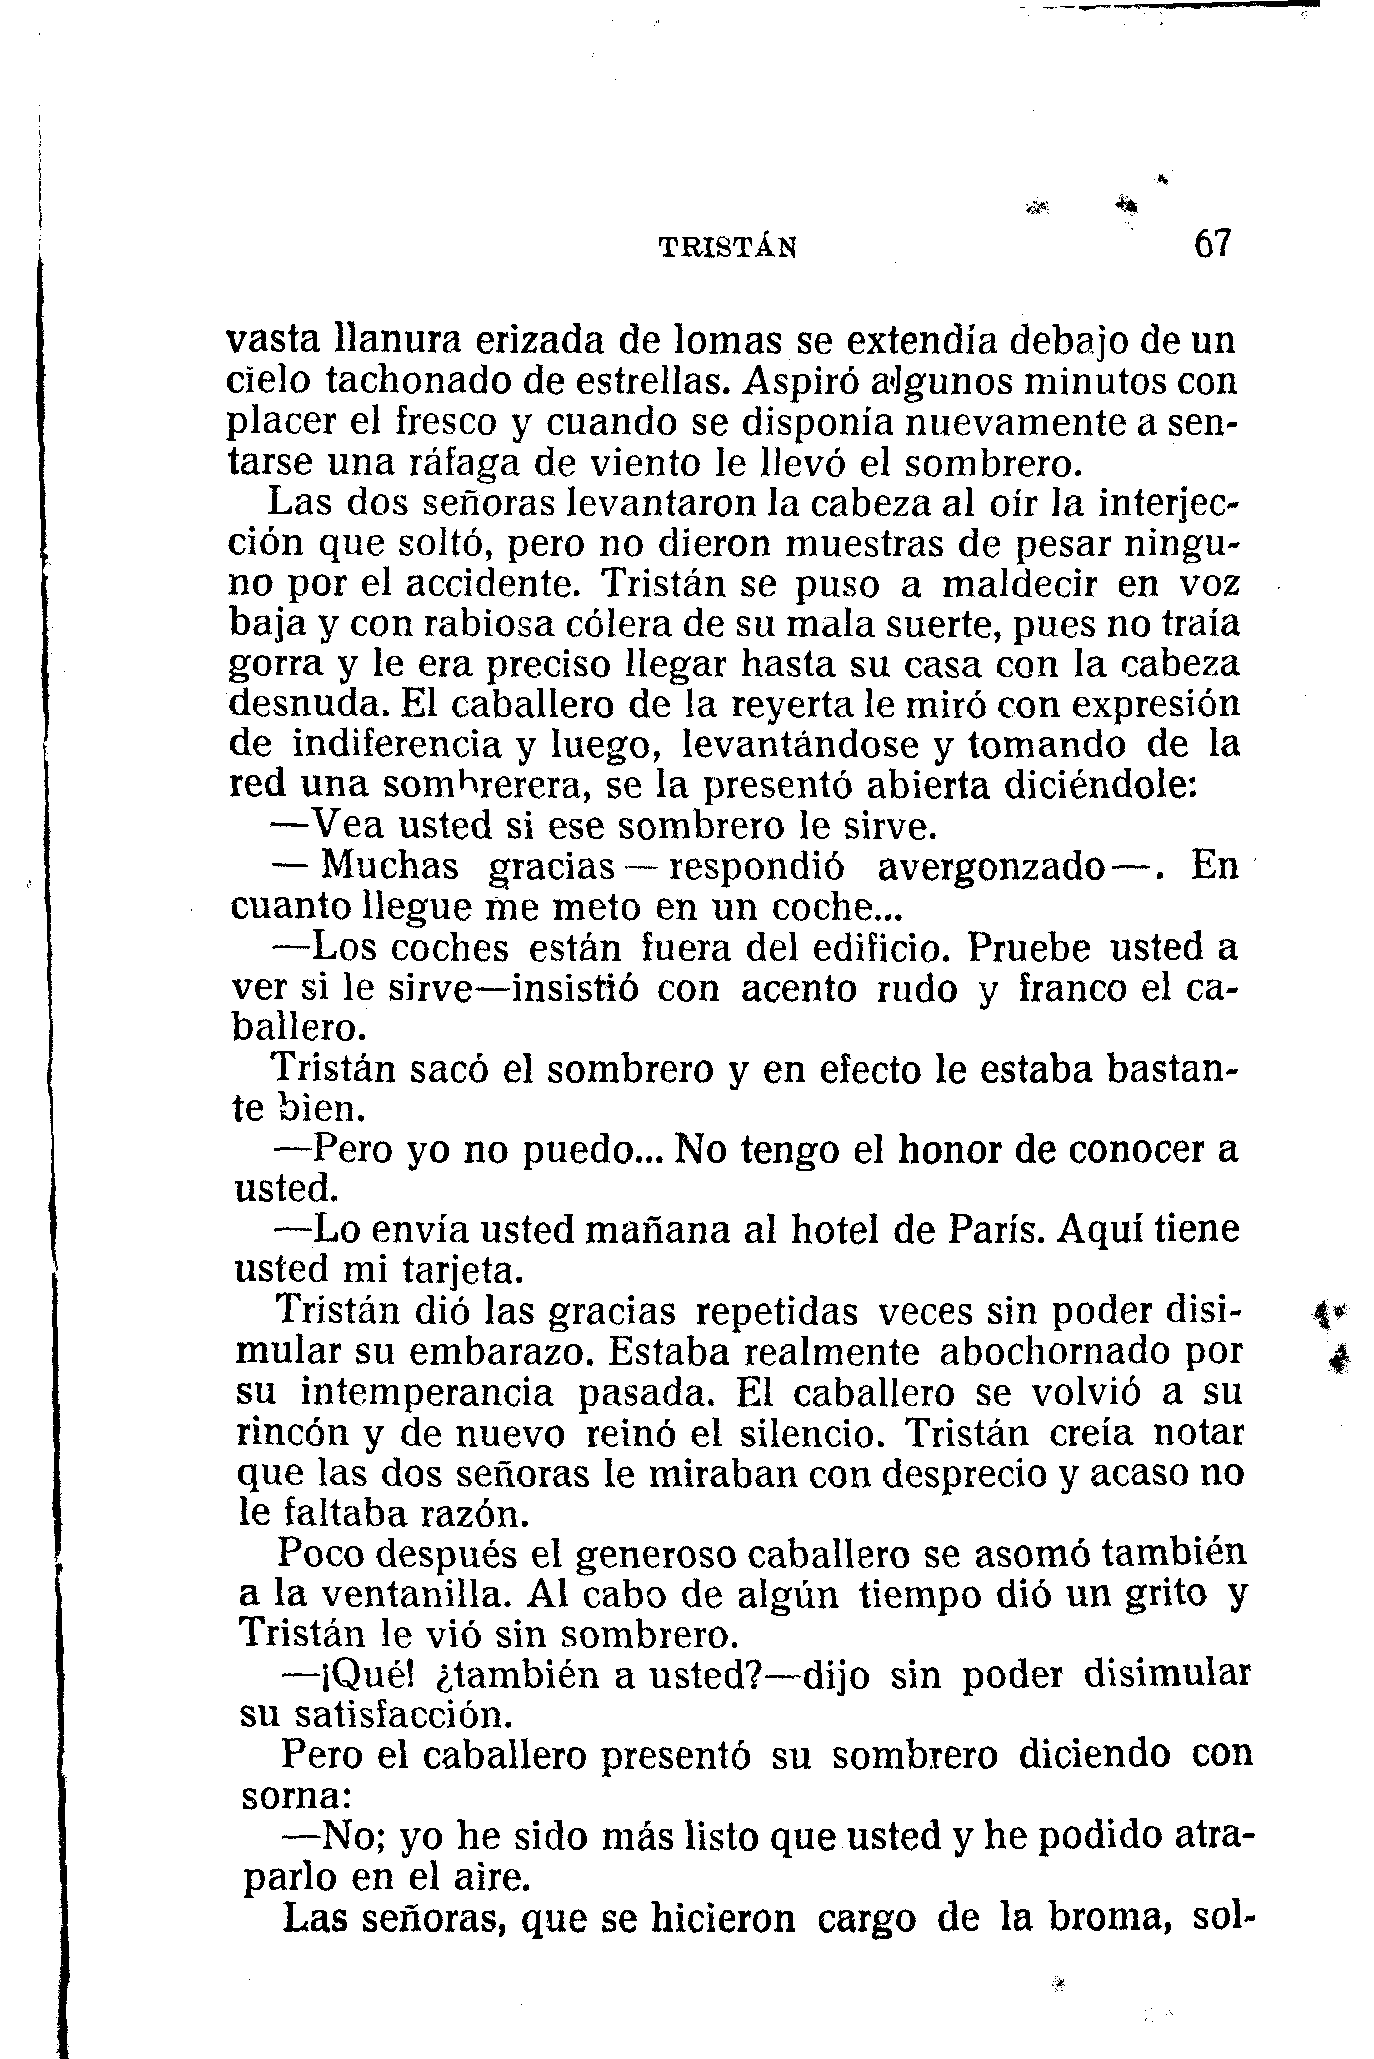 TRISTÁN 67
vasta llanura erizada de lomas se extendía debajo de un
cielo tachonado de estrellas. Aspiró algunos minutos con
placer el fresco y cuando se disponía nuevamente a sen-
tarse una ráfaga de viento le llevó el sombrero.
Las dos señoras levantaron la cabeza al oír la interjec-
ción que soltó, pero no dieron muestras de pesar ningu-
no por el accidente. Tristán se puso a maldecir en voz
baja y con rabiosa cólera de su mala suerte, pues no traía
gorra y le era preciso llegar hasta su casa con la cabeza
desnuda. El caballero de la reyerta le miró con expresión
de indiferencia y luego, levantándose y tomando de la
red una sombrerera, se la presentó abierta diciéndole:
—Vea usted si ese sombrero le sirve.
— Muchas gracias — respondió avergonzado—. En
cuanto llegue me meto en un coche...
—Los coches están fuera del edificio. Pruebe usted a
ver si le sirve—insistió con acento rudo y franco el ca-
ballero.
Tristán sacó el sombrero y en efecto le estaba bastan-
te bien.
—Pero yo no puedo... No tengo el honor de conocer a
usted.
—Lo envía usted mañana al hotel de París. Aquí tiene
usted mi tarjeta.
Tristán dió las gracias repetidas veces sin poder disi-
mular su embarazo. Estaba realmente abochornado por
su intemperancia pasada. El caballero se volvió a su
rincón y de nuevo reinó el silencio. Tristán creía notar
que las dos señoras le miraban con desprecio y acaso no
le faltaba razón.
Poco después el generoso caballero se asomó también
a la ventanilla. Al cabo de algún tiempo dió un grito y
Tristán le vió sin sombrero.
—¡Qué! ¿también a usted?—dijo sin poder disimular
su satisfacción.
Pero el caballero presentó su sombrero diciendo con
sorna:
—No; yo he sido más listo que usted y he podido atra-
parlo en el aire.
Las señoras, que se hicieron cargo de la broma, sol-